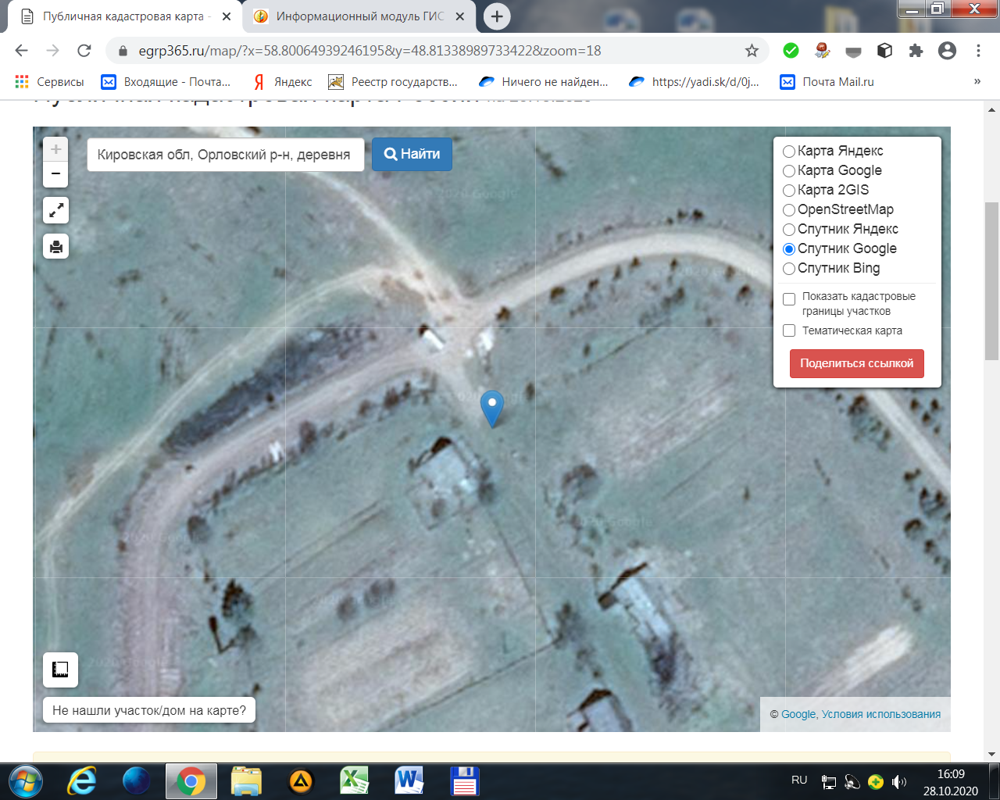 Публичная кадастровая карта -
Информационный модуль ГИС
egrp365.ru/map/?x=58.80064939246195&y=48.81338989733422&zoom=18
Сервисы
Входящие - Почта...
Яндекс
Реестр государств...
Ничего не найден...
https://yadi.sk/d/0j...
Почта Mail.ru
»
+
−
Кировская обл, Орловский р-н, деревня
Найти
Карта Яндекс
Карта Google
Карта 2GIS
OpenStreetMap
Спутник Яндекс
Спутник Google
Спутник Bing
Показать кадастровые
границы участков
Тематическая карта
Поделиться ссылкой
Не нашли участок/дом на карте?
© Google, Условия использования
RU
16:09
28.10.2020